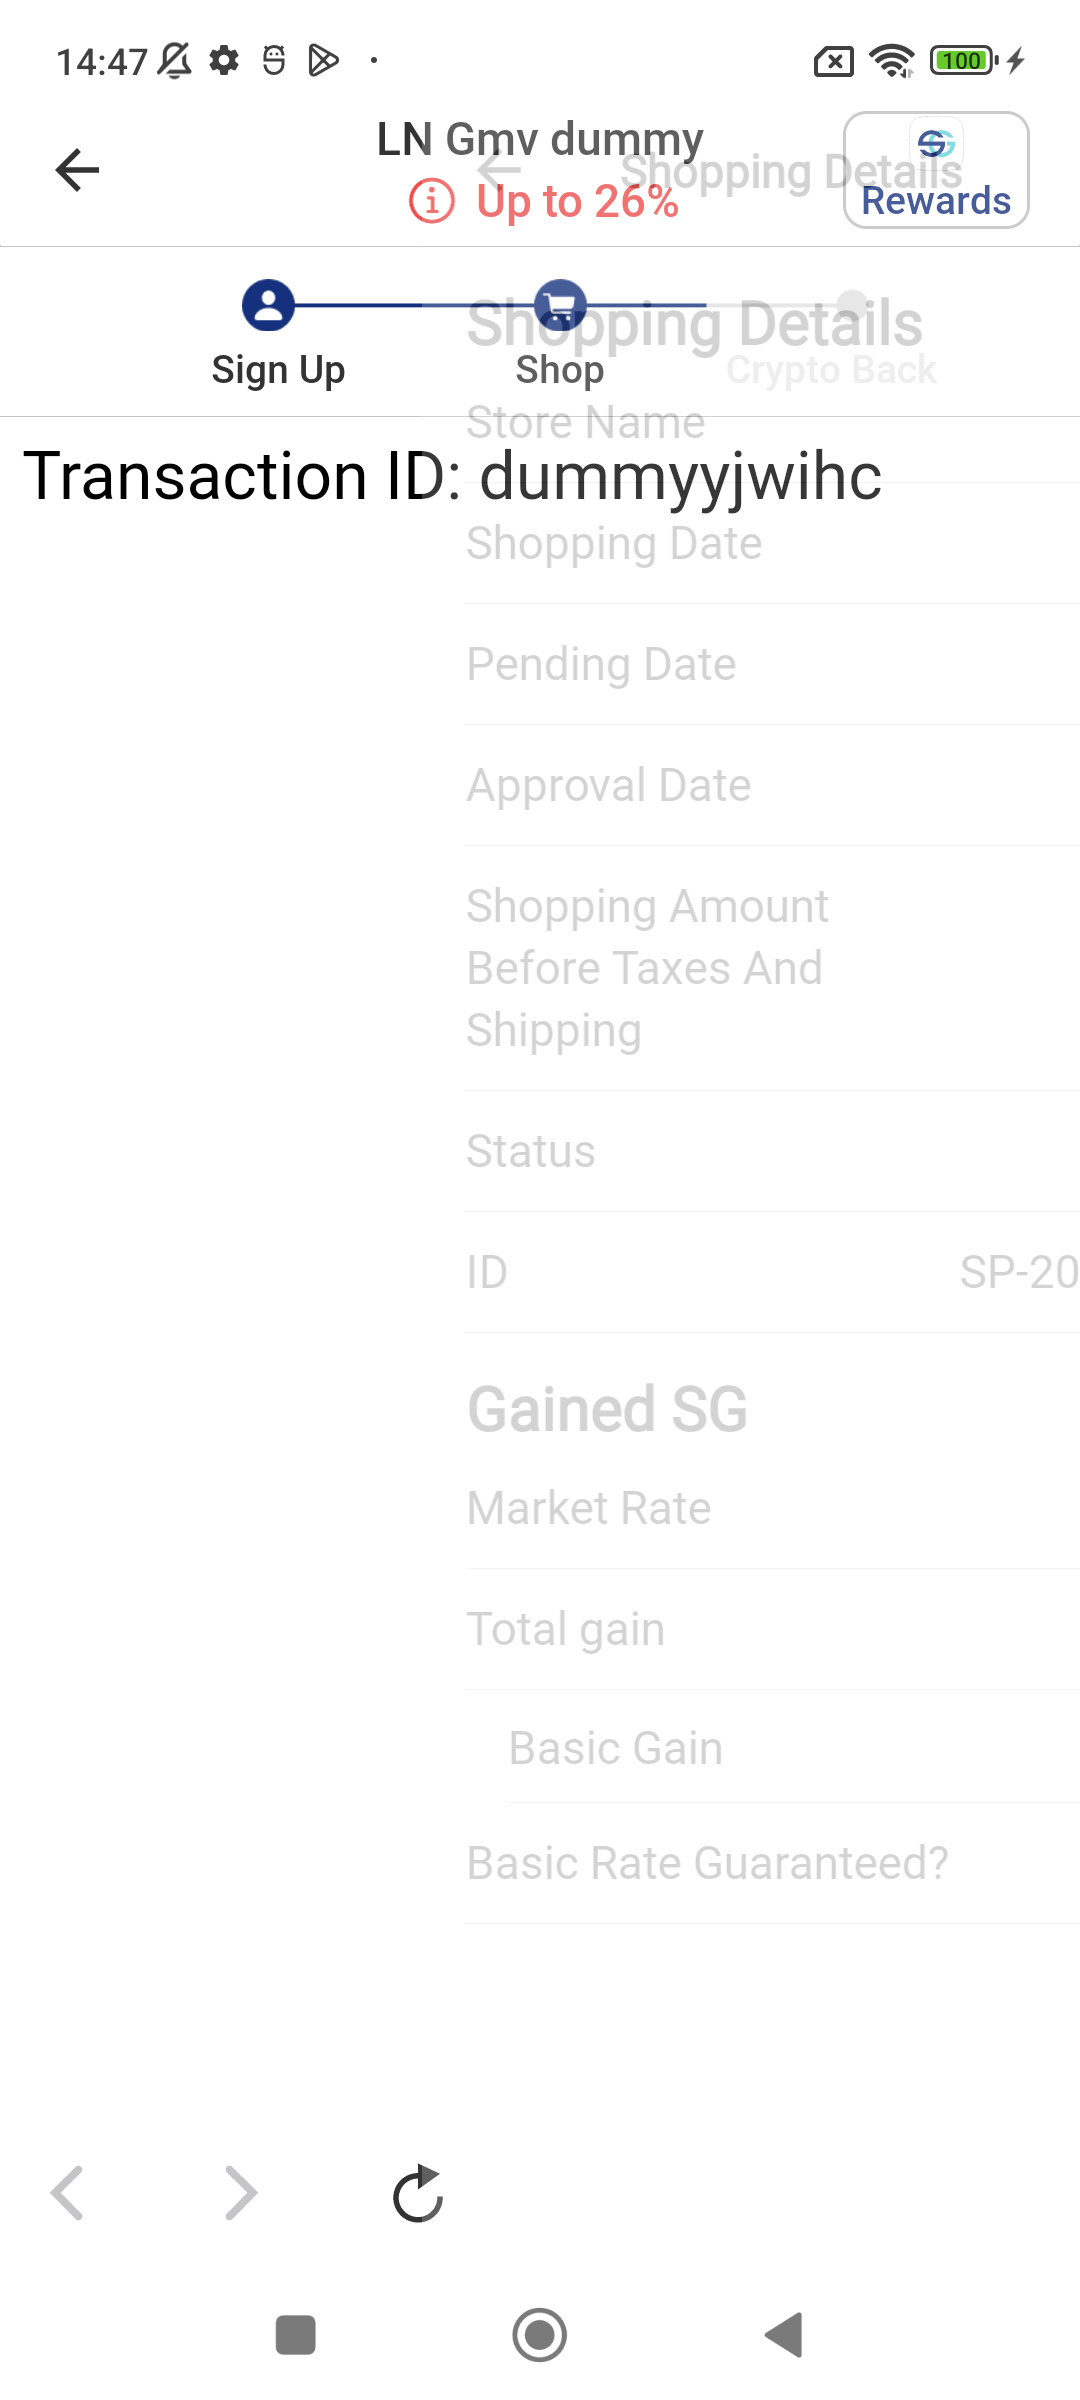 14:47
100
LN Gmv dummy
Shopping Details
Up to 26%
Rewards
Shopping Details
Sign Up
Shop
Crypto Back
Store Name
Transaction ID: dummyyjwihc
Shopping Date
Pending Date
Approval Date
Shopping Amount
Before Taxes And
Shipping
Status
ID
SP-20
Gained SG
Market Rate
Total gain
Basic Gain
Basic Rate Guaranteed?